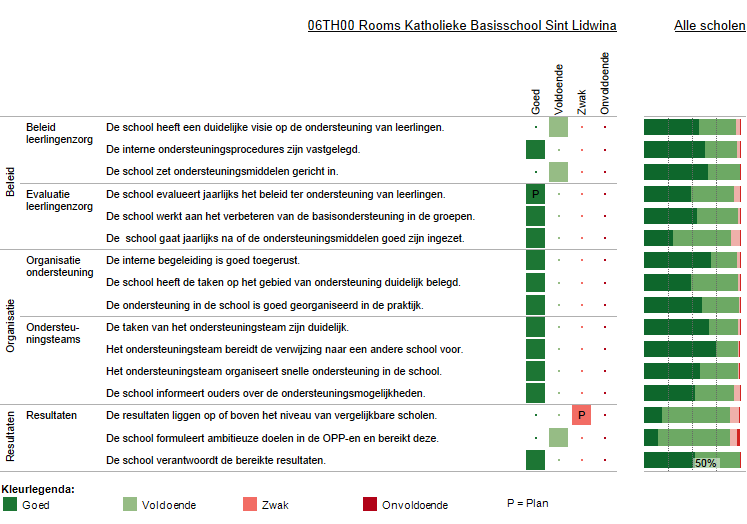 06TH00 Rooms Katholieke Basisschool Sint Lidwina Alle scholen
Goed Voldoende Zwak Onvoldoende
Beleid
Beleid
leerlingenzorg
De school heeft een duidelijke visie op de ondersteuning van leerlingen.
De interne ondersteuningsprocedures zijn vastgelegd.
De school zet ondersteuningsmiddelen gericht in.
Evaluatie
leerlingenzorg
De school evalueert jaarlijks het beleid ter ondersteuning van leerlingen. P
De school werkt aan het verbeteren van de basisondersteuning in de groepen.
De school gaat jaarlijks na of de ondersteuningsmiddelen goed zijn ingezet.
Organisatie
Organisatie
ondersteuning
De interne begeleiding is goed toegerust.
De school heeft de taken op het gebied van ondersteuning duidelijk belegd.
De ondersteuning in de school is goed georganiseerd in de praktijk.
Ondersteu-
ningsteams
De taken van het ondersteuningsteam zijn duidelijk.
Het ondersteuningsteam bereidt de verwijzing naar een andere school voor.
Het ondersteuningsteam organiseert snelle ondersteuning in de school.
De school informeert ouders over de ondersteuningsmogelijkheden.
Resultaten
Resultaten
De resultaten liggen op of boven het niveau van vergelijkbare scholen. P
De school formuleert ambitieuze doelen in de OPP-en en bereikt deze.
De school verantwoordt de bereikte resultaten.
50%
Kleurlegenda:
Goed Voldoende Zwak Onvoldoende P = Plan